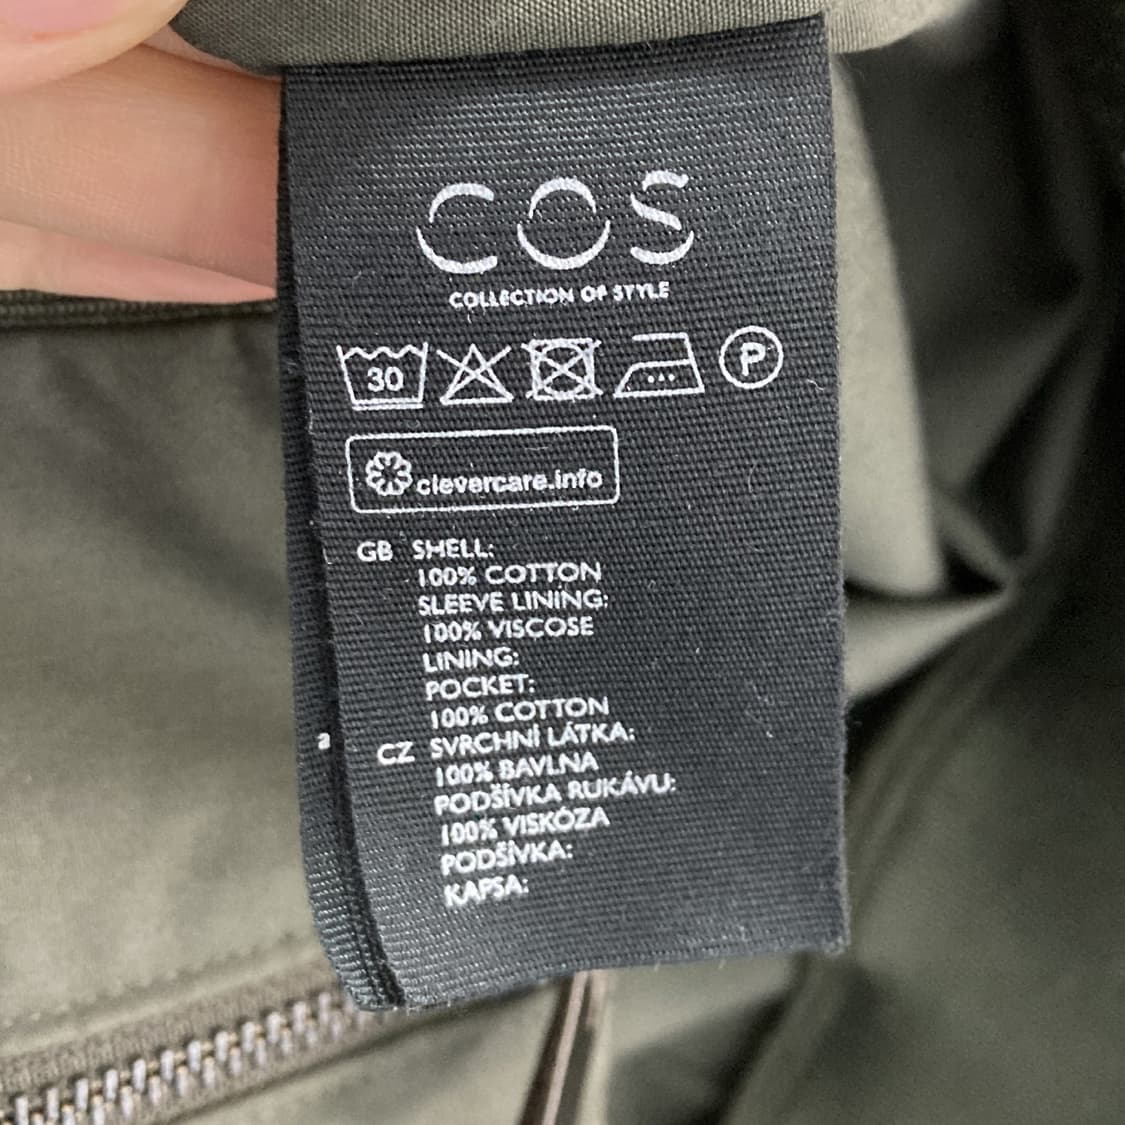 COS
COLLECTION OF STYLE
30 P
clevercare.info
GB SHELL:
100% COTTON
SLEEVE LINING:
100% VISCOSE
LINING:
POCKET:
100% COTTON
CZ SVRCHNÍ LÁTKA:
100% BAVLNA
PODŠÍVKA RUKÁVU:
100% VISKÓZA
PODŠÍVKA:
KAPSA:
a